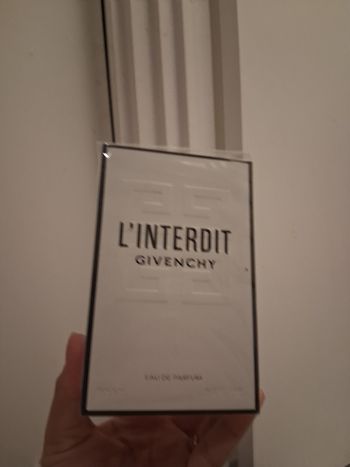 L'INTERDIT
GIVENCHY
EAU DE PARFUM